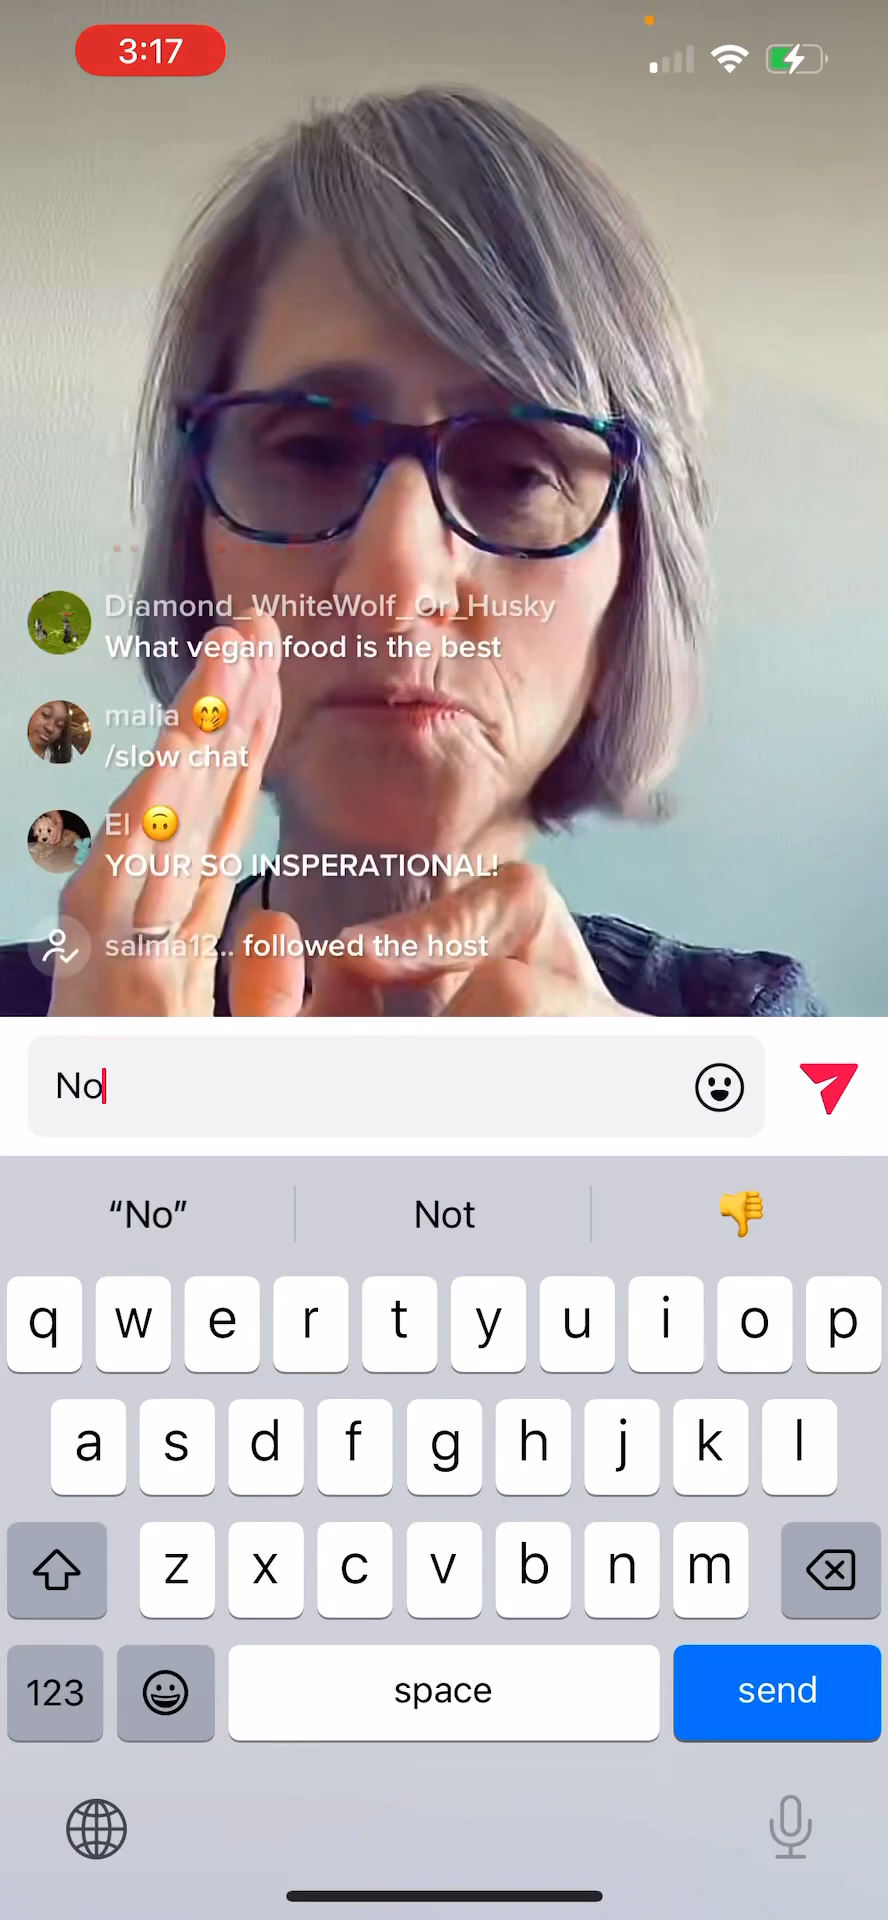 3:17
Diamond_WhiteWolf_Or_Husky
What vegan food is the best
malia 🤭
/slow chat
El 🙃
YOUR SO INSPERATIONAL!
salma12.. followed the host
No
“No” Not 👎
q w e r t y u i o p
a s d f g h j k l
z x c v b n m
123 space send